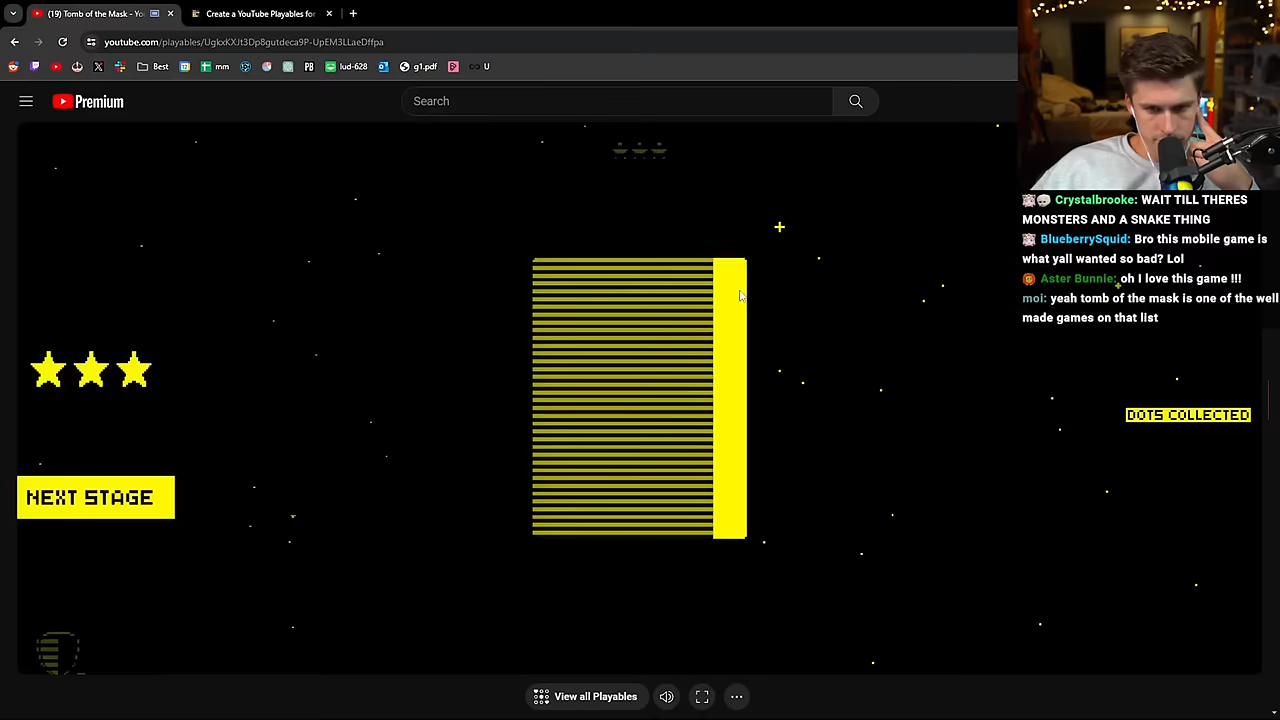 (19) Tomb of the Mask - Yo
Create a YouTube Playables for
youtube.com/playables/UgkxKXJt3Dp8gutdeca9P-UpEM3LLaeDffpa
Best
mm
PB
lud-628
g1.pdf
U
Premium
Search
Crystalbrooke: WAIT TILL THERES
MONSTERS AND A SNAKE THING
BlueberrySquid: Bro this mobile game is
what yall wanted so bad? Lol
Aster Bunnie: oh I love this game !!!
moi: yeah tomb of the mask is one of the well
made games on that list
DOTS COLLECTED
NEXT STAGE
View all Playables